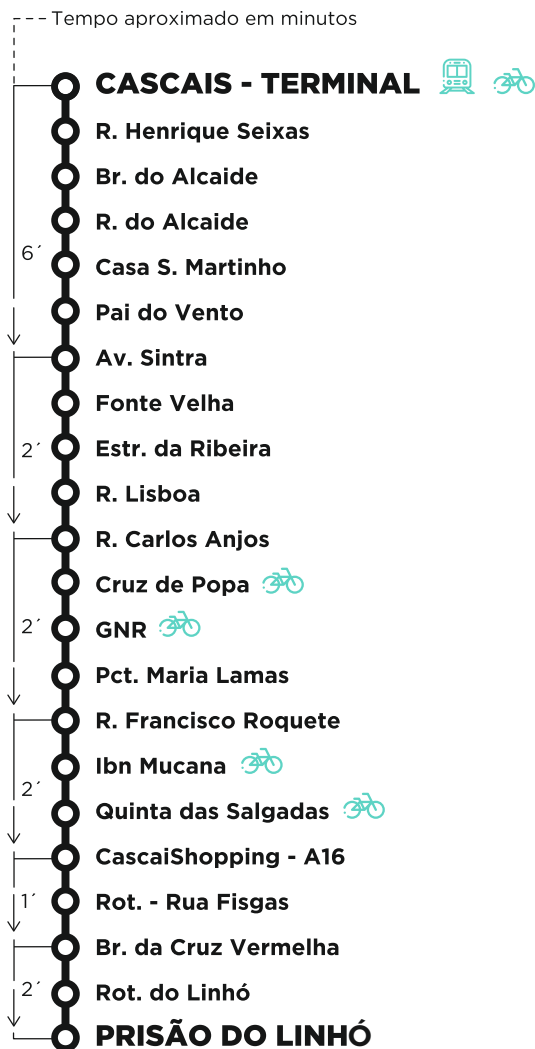 Tempo aproximado em minutos
CASCAIS - TERMINAL
R. Henrique Seixas
Br. do Alcaide
R. do Alcaide
6´
Casa S. Martinho
Pai do Vento
Av. Sintra
Fonte Velha
2´
Estr. da Ribeira
R. Lisboa
R. Carlos Anjos
Cruz de Popa
2´
GNR
Pct. Maria Lamas
R. Francisco Roquete
Ibn Mucana
2´
Quinta das Salgadas
CascaiShopping - A16
1´
Rot. - Rua Fisgas
Br. da Cruz Vermelha
2´
Rot. do Linhó
PRISÃO DO LINHÓ